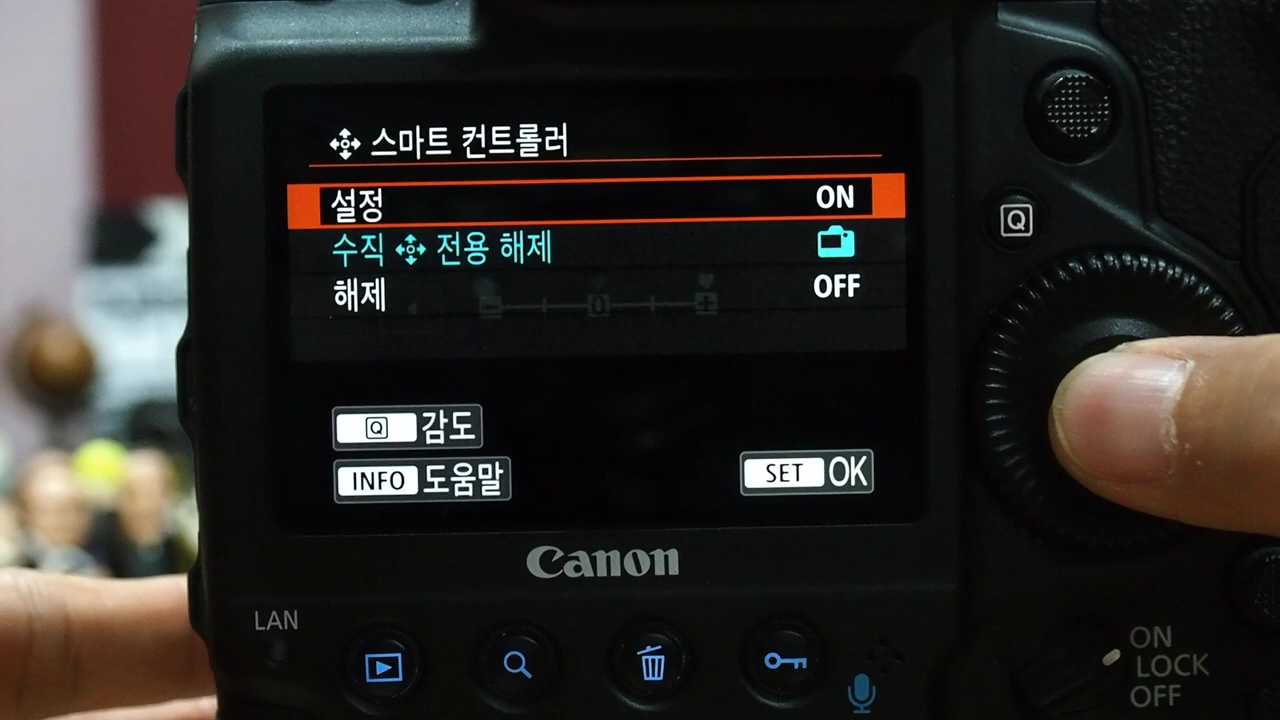 스마트 컨트롤러
설정 ON
수직 전용 해제
해제 OFF
Q 감도
INFO 도움말
SET OK
Q
Canon
LAN
ON
LOCK
OFF